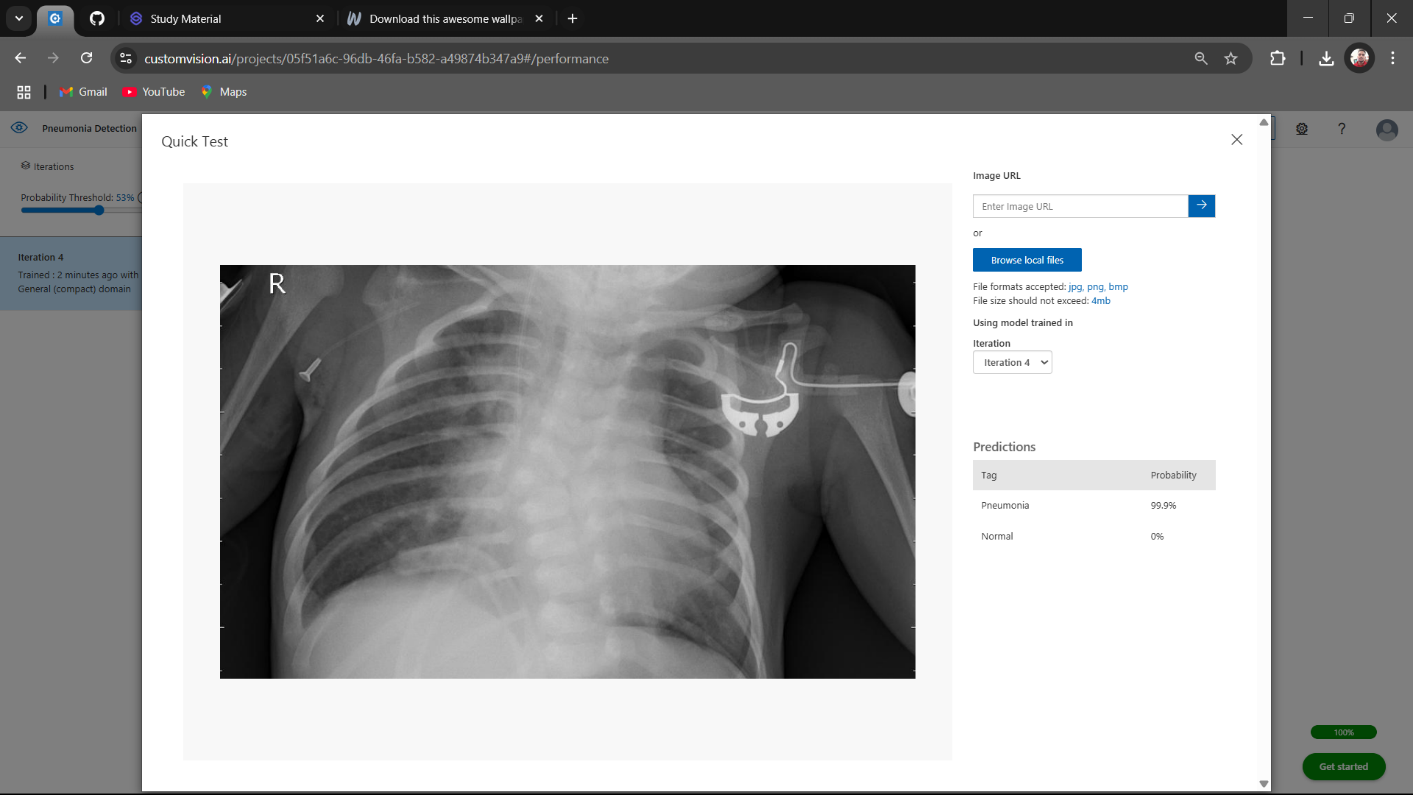 Study Material
Download this awesome wallpa
customvision.ai/projects/05f51a6c-96db-46fa-b582-a49874b347a9#/performance
Gmail
YouTube
Maps
Pneumonia Detection
iterations
Probability Threshold: 53%
Iteration 4
Trained : 2 minutes ago with
General (compact) domain
Quick Test
R
Image URL
Enter Image URL
or
Browse local files
File formats accepted: jpg, png, bmp
File size should not exceed: 4mb
Using model trained in
Iteration
Iteration 4
Predictions
Tag Probability
Pneumonia 99.9%
Normal 0%
?
100%
Get started